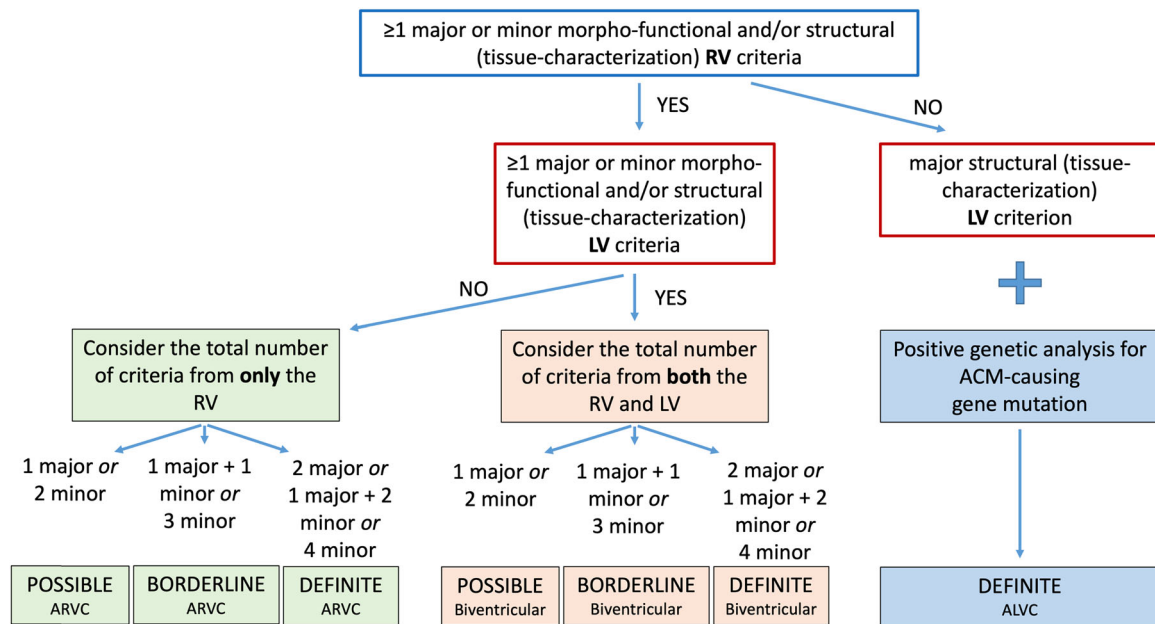 ≥1 major or minor morpho-functional and/or structural
(tissue-characterization) RV criteria
YES
NO
≥1 major or minor morpho-
functional and/or structural
(tissue-characterization)
LV criteria
major structural (tissue-
characterization)
LV criterion
NO
YES
Consider the total number
of criteria from only the
RV
Consider the total number
of criteria from both the
RV and LV
Positive genetic analysis for
ACM-causing
gene mutation
1 major or
2 minor
1 major + 1
minor or
3 minor
2 major or
1 major + 2
minor or
4 minor
1 major or
2 minor
1 major + 1
minor or
3 minor
2 major or
1 major + 2
minor or
4 minor
POSSIBLE
ARVC
BORDERLINE
ARVC
DEFINITE
ARVC
POSSIBLE
Biventricular
BORDERLINE
Biventricular
DEFINITE
Biventricular
DEFINITE
ALVC